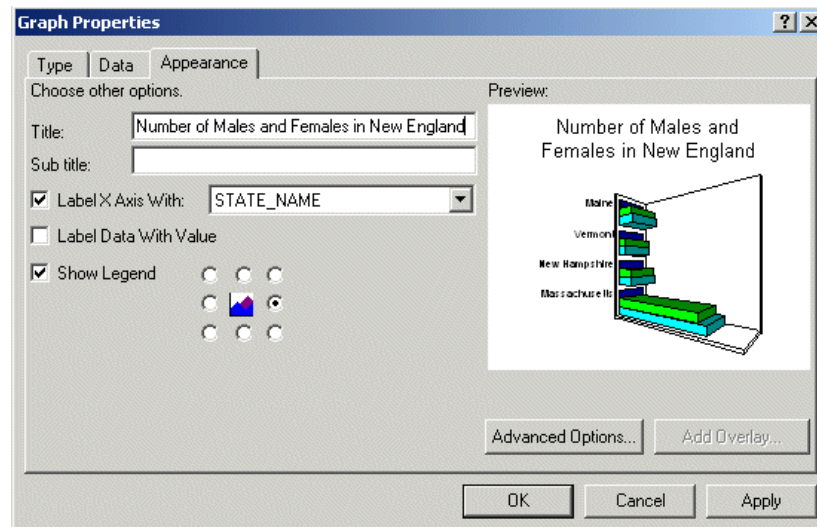 Graph Properties
Type Data Appearance
Choose other options.
Preview:
Title: Number of Males and Females in New England
Sub title:
Label X Axis With: STATE_NAME
Label Data With Value
Show Legend
Number of Males and
Females in New England
Maine
Vermont
New Hampshire
Massachusetts
Advanced Options... Add Overlay...
OK Cancel Apply